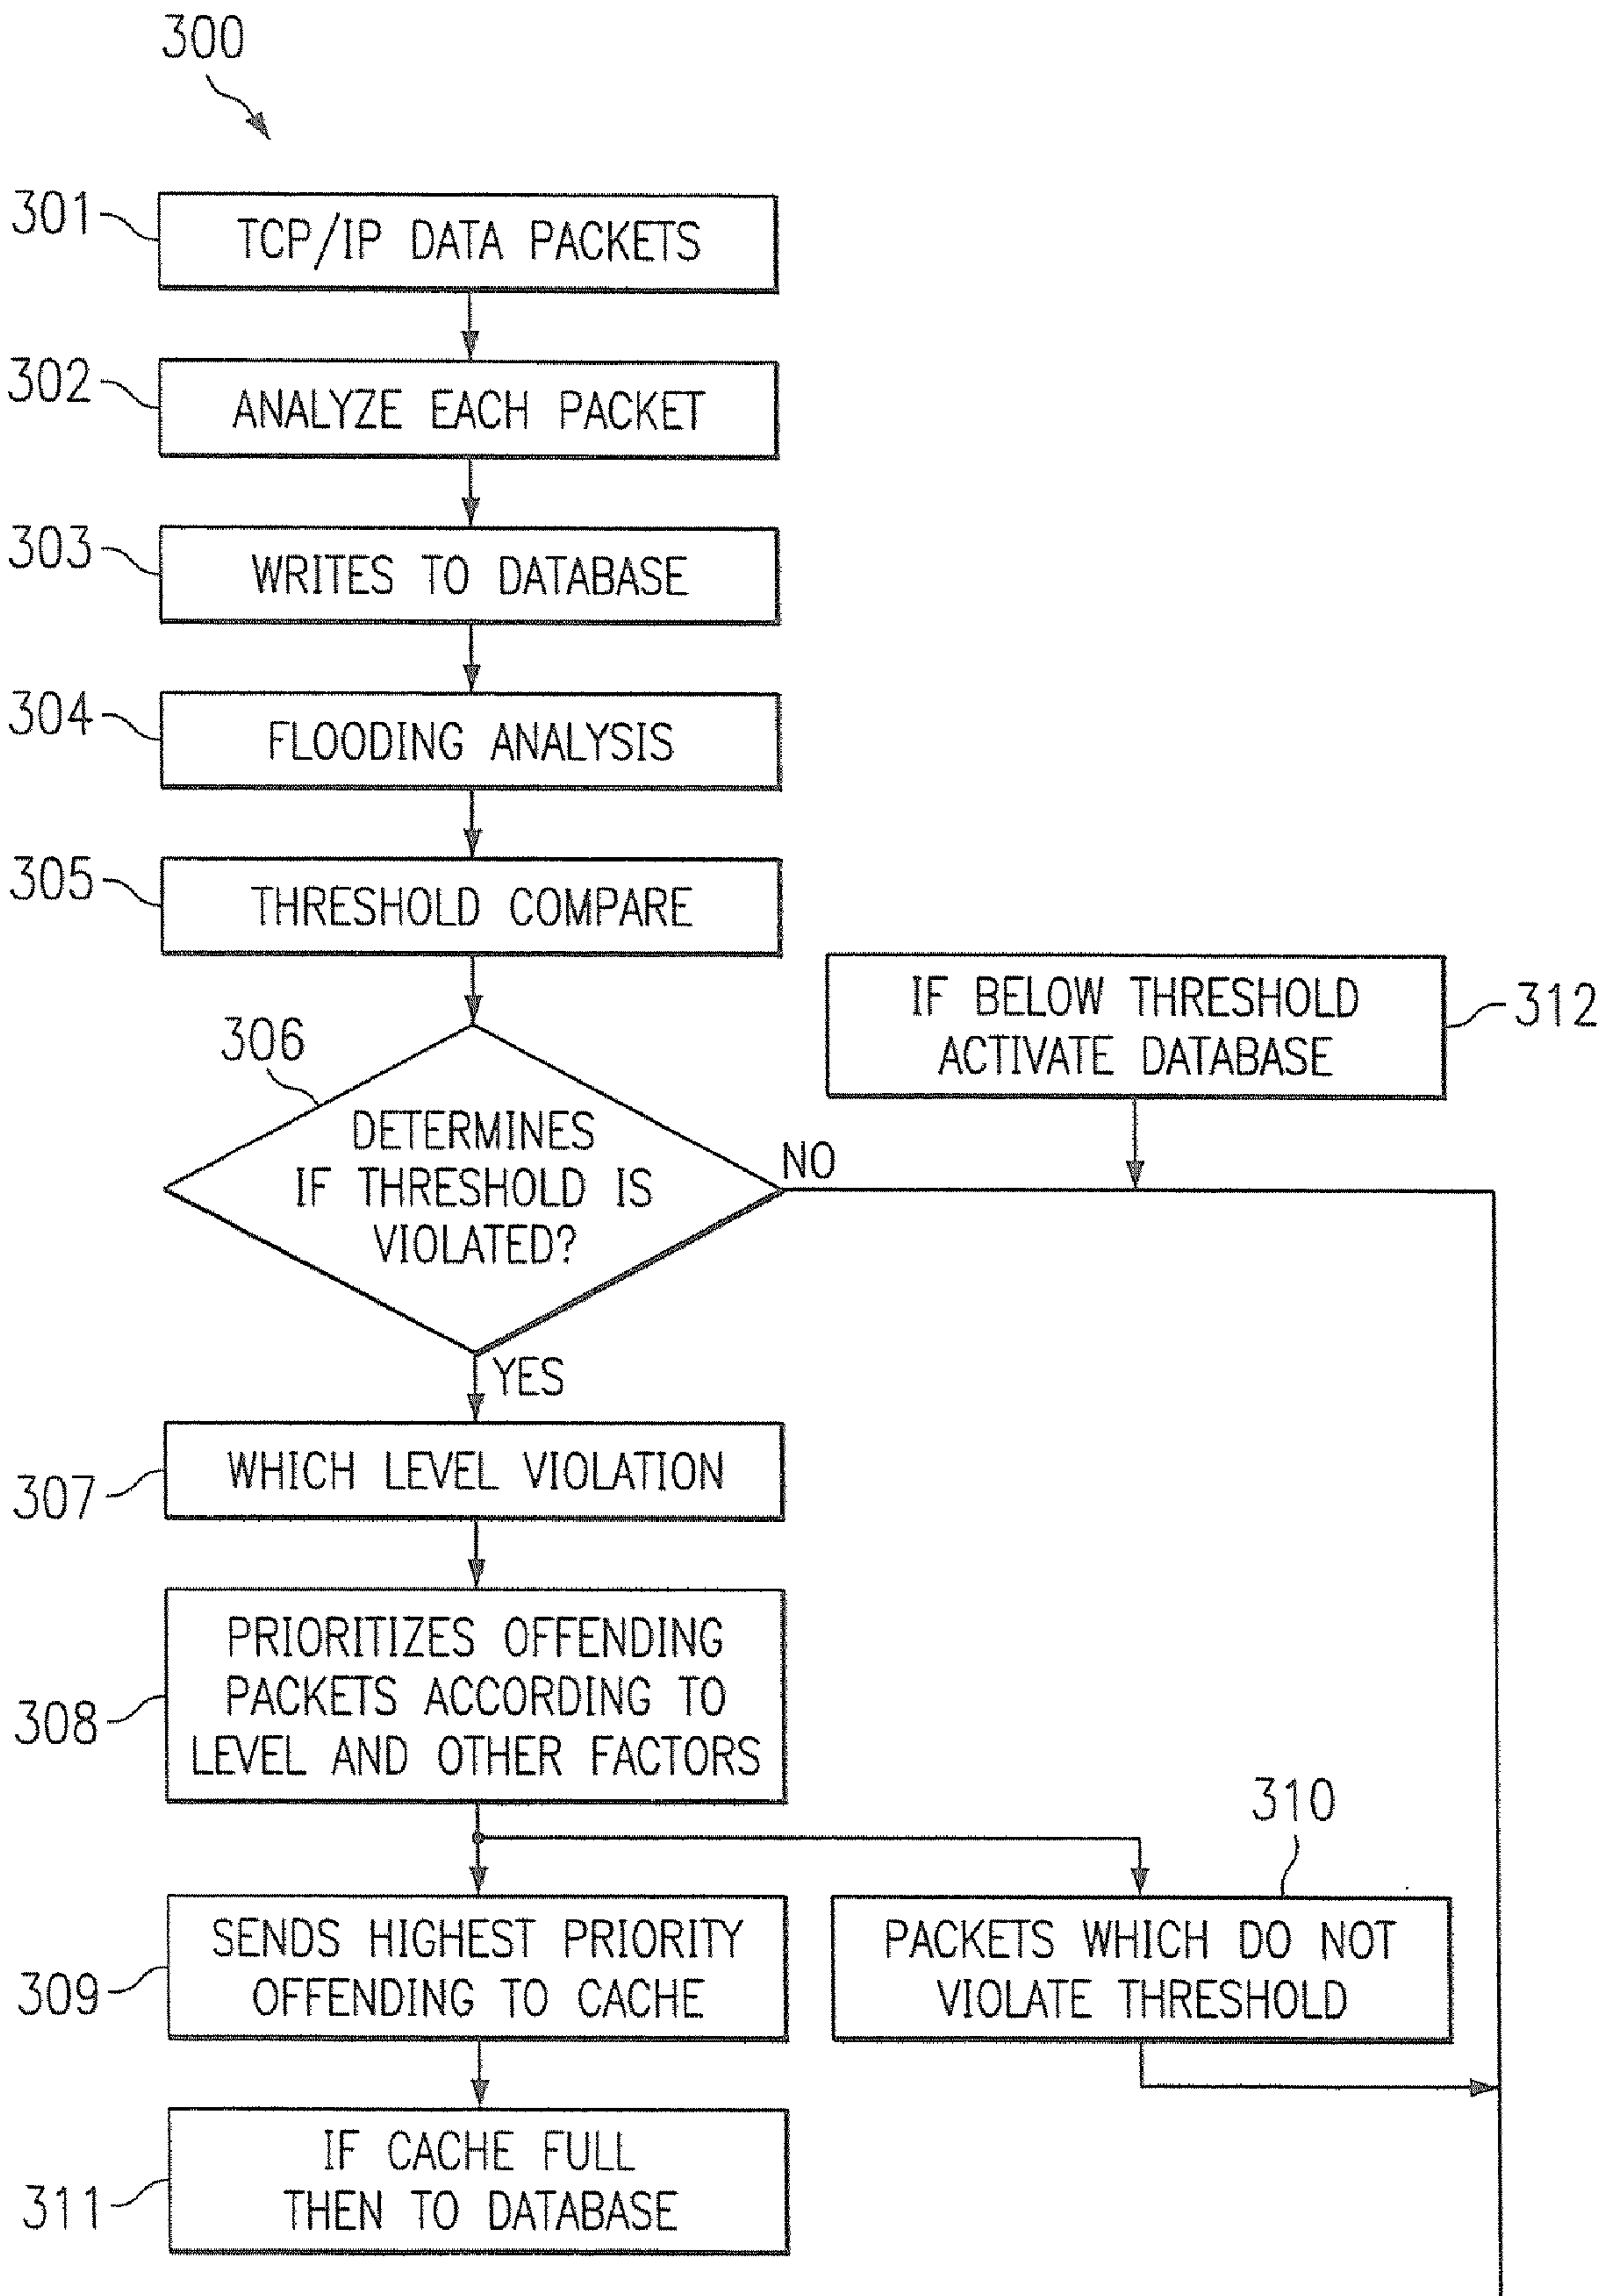 300
301
TCP/IP DATA PACKETS
302
ANALYZE EACH PACKET
303
WRITES TO DATABASE
304
FLOODING ANALYSIS
305
THRESHOLD COMPARE
IF BELOW THRESHOLD
ACTIVATE DATABASE
312
306
DETERMINES
IF THRESHOLD IS
VIOLATED?
NO
YES
307
WHICH LEVEL VIOLATION
308
PRIORITIZES OFFENDING
PACKETS ACCORDING TO
LEVEL AND OTHER FACTORS
310
309
SENDS HIGHEST PRIORITY
OFFENDING TO CACHE
PACKETS WHICH DO NOT
VIOLATE THRESHOLD
311
IF CACHE FULL
THEN TO DATABASE